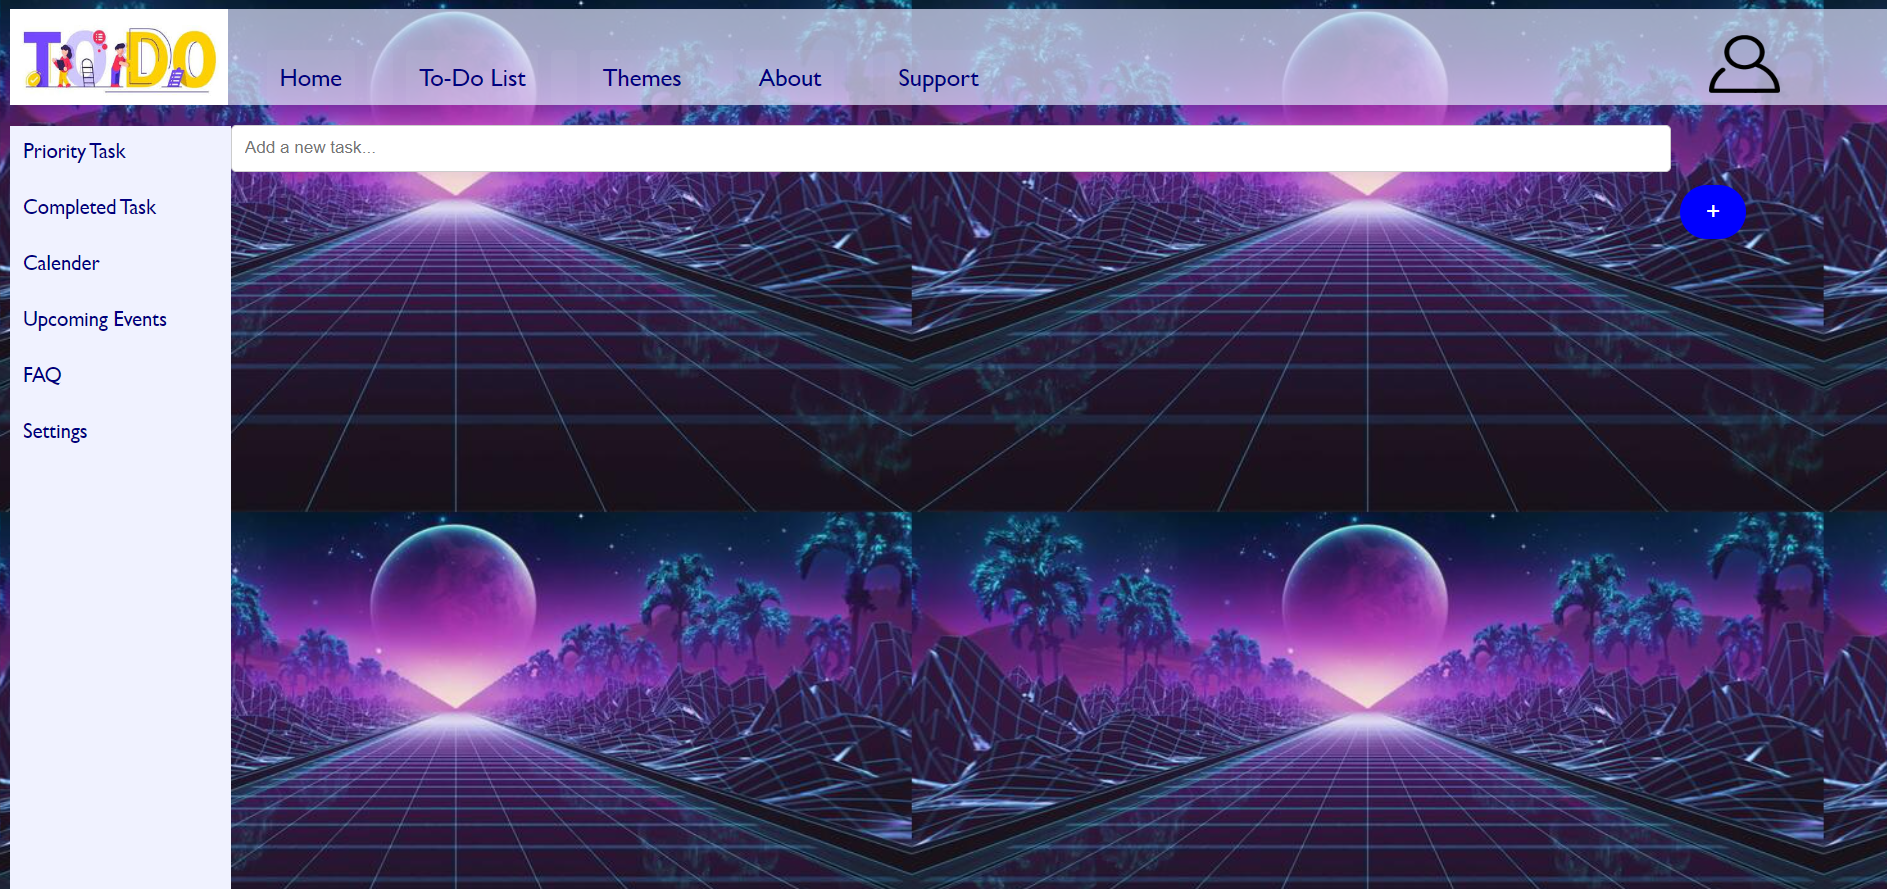 TO DO
Home To-Do List Themes About Support
Add a new task...
+
Priority Task
Completed Task
Calender
Upcoming Events
FAQ
Settings